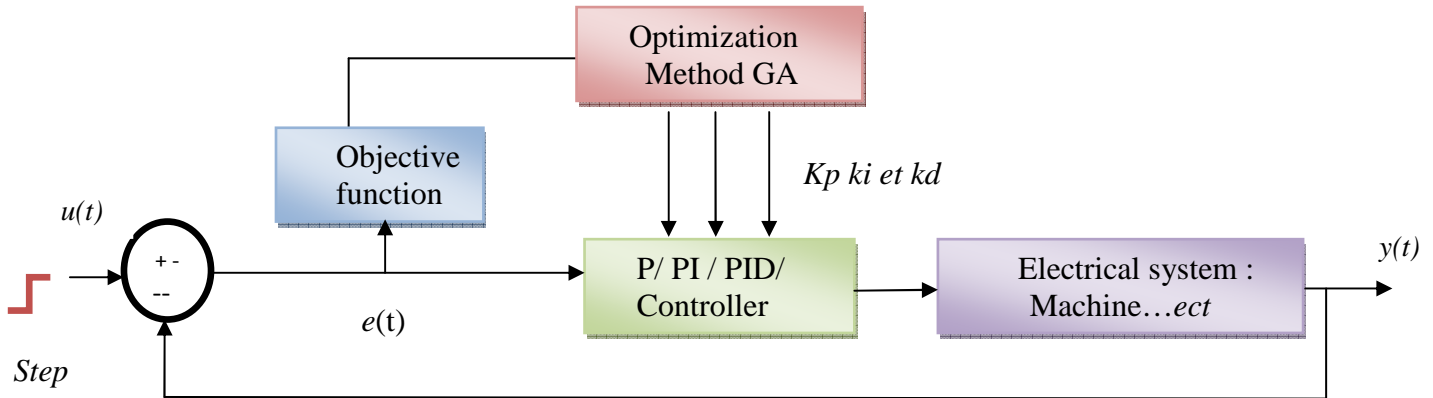 Optimization
Method GA
Objective
function
Kp ki et kd
u(t)
+ -
--
P/ PI / PID/
Controller
Electrical system :
Machine…ect
y(t)
e(t)
Step